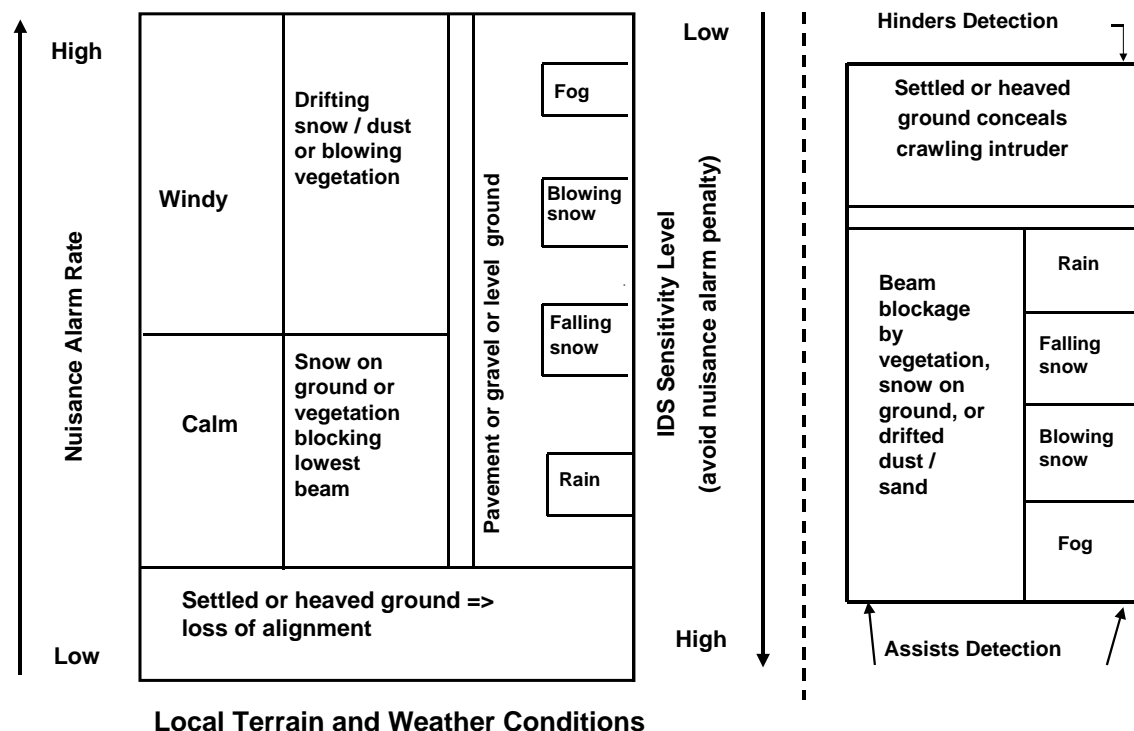 High
Nuisance Alarm Rate
Low
Windy
Drifting
snow / dust
or blowing
vegetation
Calm
Snow on
ground or
vegetation
blocking
lowest
beam
Pavement or gravel or level ground
Fog
Blowing
snow
Falling
snow
Rain
Settled or heaved ground =>
loss of alignment
Local Terrain and Weather Conditions
Low
IDS Sensitivity Level
(avoid nuisance alarm penalty)
High
Hinders Detection
Settled or heaved
ground conceals
crawling intruder
Beam
blockage
by
vegetation,
snow on
ground, or
drifted
dust /
sand
Rain
Falling
snow
Blowing
snow
Fog
Assists Detection